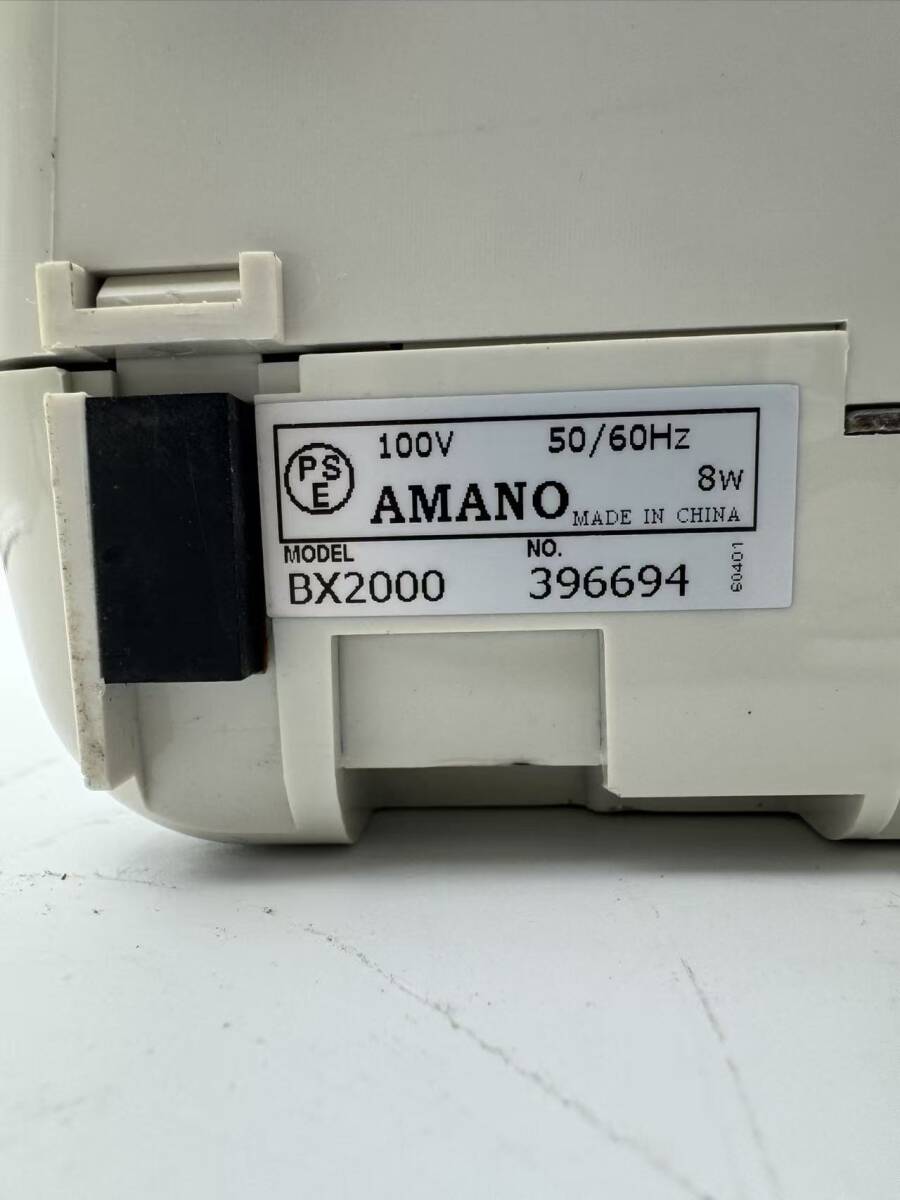 PSE
100V 50/60Hz
8W
AMANO MADE IN CHINA
MODEL NO.
BX2000 396694
60401